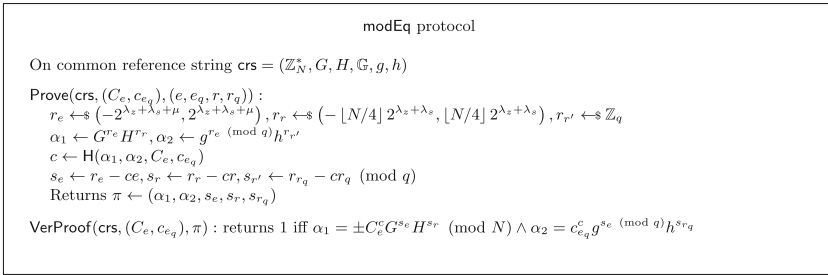 modEq protocol
On common reference string crs = (ℤ*_N, G, H, 𝔾, g, h)
Prove(crs, (C_e, c_{e_q}), (e, e_q, r, r_q)) :
r_e ←$ (−2^{λ_z+λ_s+μ}, 2^{λ_z+λ_s+μ}), r_r ←$ (−⌊N/4⌋ 2^{λ_z+λ_s}, ⌊N/4⌋ 2^{λ_z+λ_s}), r_{r'} ←$ ℤ_q
α_1 ← G^{r_e} H^{r_r}, α_2 ← g^{r_e (mod q)} h^{r_{r'}}
c ← H(α_1, α_2, C_e, c_{e_q})
s_e ← r_e − ce, s_r ← r_r − cr, s_{r'} ← r_{r_q} − cr_q (mod q)
Returns π ← (α_1, α_2, s_e, s_r, s_{r_q})
VerProof(crs, (C_e, c_{e_q}), π) : returns 1 iff α_1 = ±C_e^c G^{s_e} H^{s_r} (mod N) ∧ α_2 = c_{e_q}^c g^{s_e (mod q)} h^{s_{r_q}}